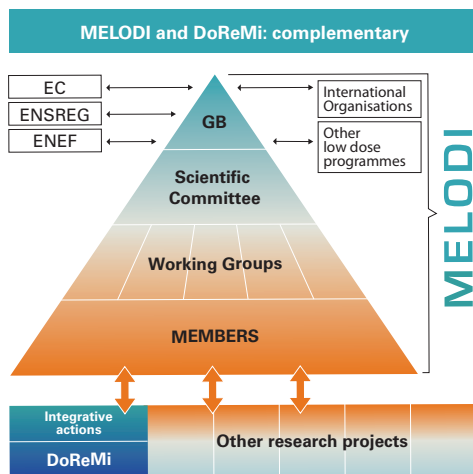 MELODI and DoReMi: complementary
EC
ENSREG
ENEF
GB
International
Organisations
Other
low dose
programmes
Scientific
Committee
Working Groups
MEMBERS
MELODI
Integrative
actions
DoReMi
Other research projects